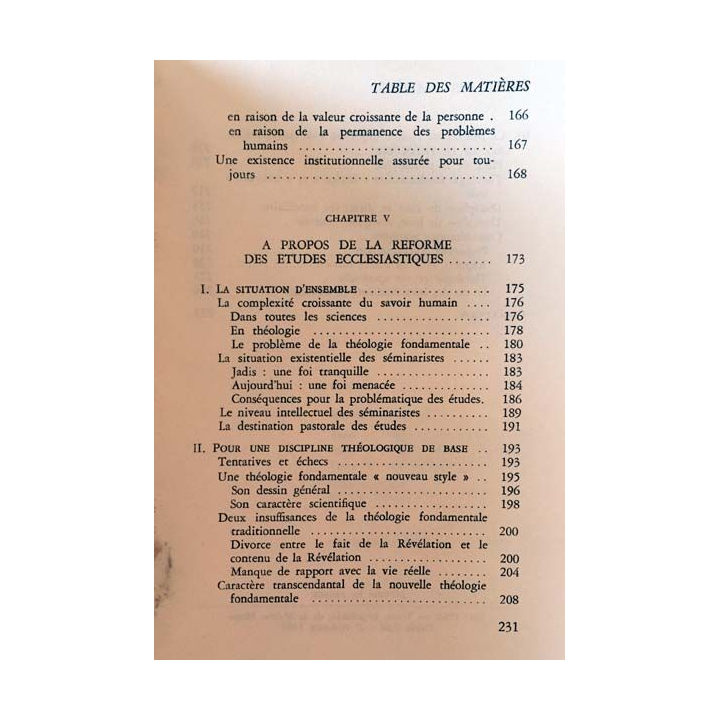 TABLE DES MATIÈRES
en raison de la valeur croissante de la personne . 166
en raison de la permanence des problèmes
humains .............................. 167
Une existence institutionnelle assurée pour tou-
jours ................................... 168
CHAPITRE V
A PROPOS DE LA REFORME
DES ETUDES ECCLESIASTIQUES ....... 173
I. LA SITUATION D'ENSEMBLE ................... 175
La complexité croissante du savoir humain .... 176
Dans toutes les sciences ................. 176
En théologie ............................ 178
Le problème de la théologie fondamentale .. 180
La situation existentielle des séminaristes ...... 183
Jadis : une foi tranquille .................. 183
Aujourd'hui : une foi menacée ............. 184
Conséquences pour la problématique des études. 186
Le niveau intellectuel des séminaristes .......... 189
La destination pastorale des études ............ 191
II. POUR UNE DISCIPLINE THÉOLOGIQUE DE BASE .. 193
Tentatives et échecs ........................ 193
Une théologie fondamentale « nouveau style » .. 195
Son dessin général ........................ 196
Son caractère scientifique .................. 198
Deux insuffisances de la théologie fondamentale
traditionnelle ............................ 200
Divorce entre le fait de la Révélation et le
contenu de la Révélation ................... 200
Manque de rapport avec la vie réelle ........ 204
Caractère transcendantal de la nouvelle théologie
fondamentale ............................ 208
231